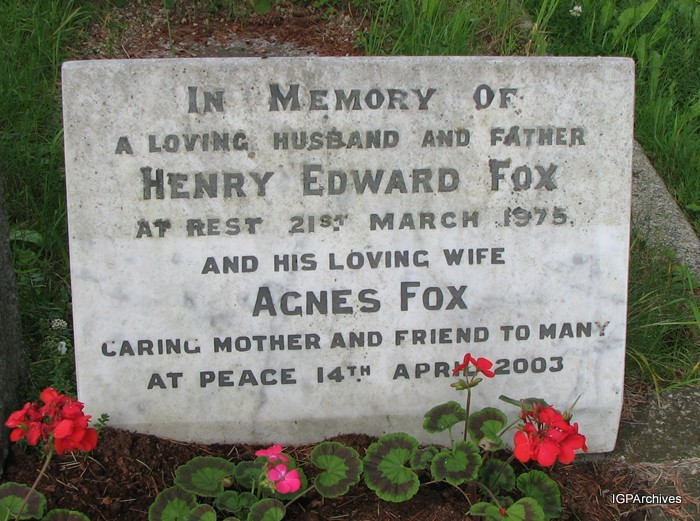 IN MEMORY OF
A LOVING HUSBAND AND FATHER
HENRY EDWARD FOX
AT REST 21ST MARCH 1975.
AND HIS LOVING WIFE
AGNES FOX
CARING MOTHER AND FRIEND TO MANY
AT PEACE 14TH APRIL 2003
IGPArchives